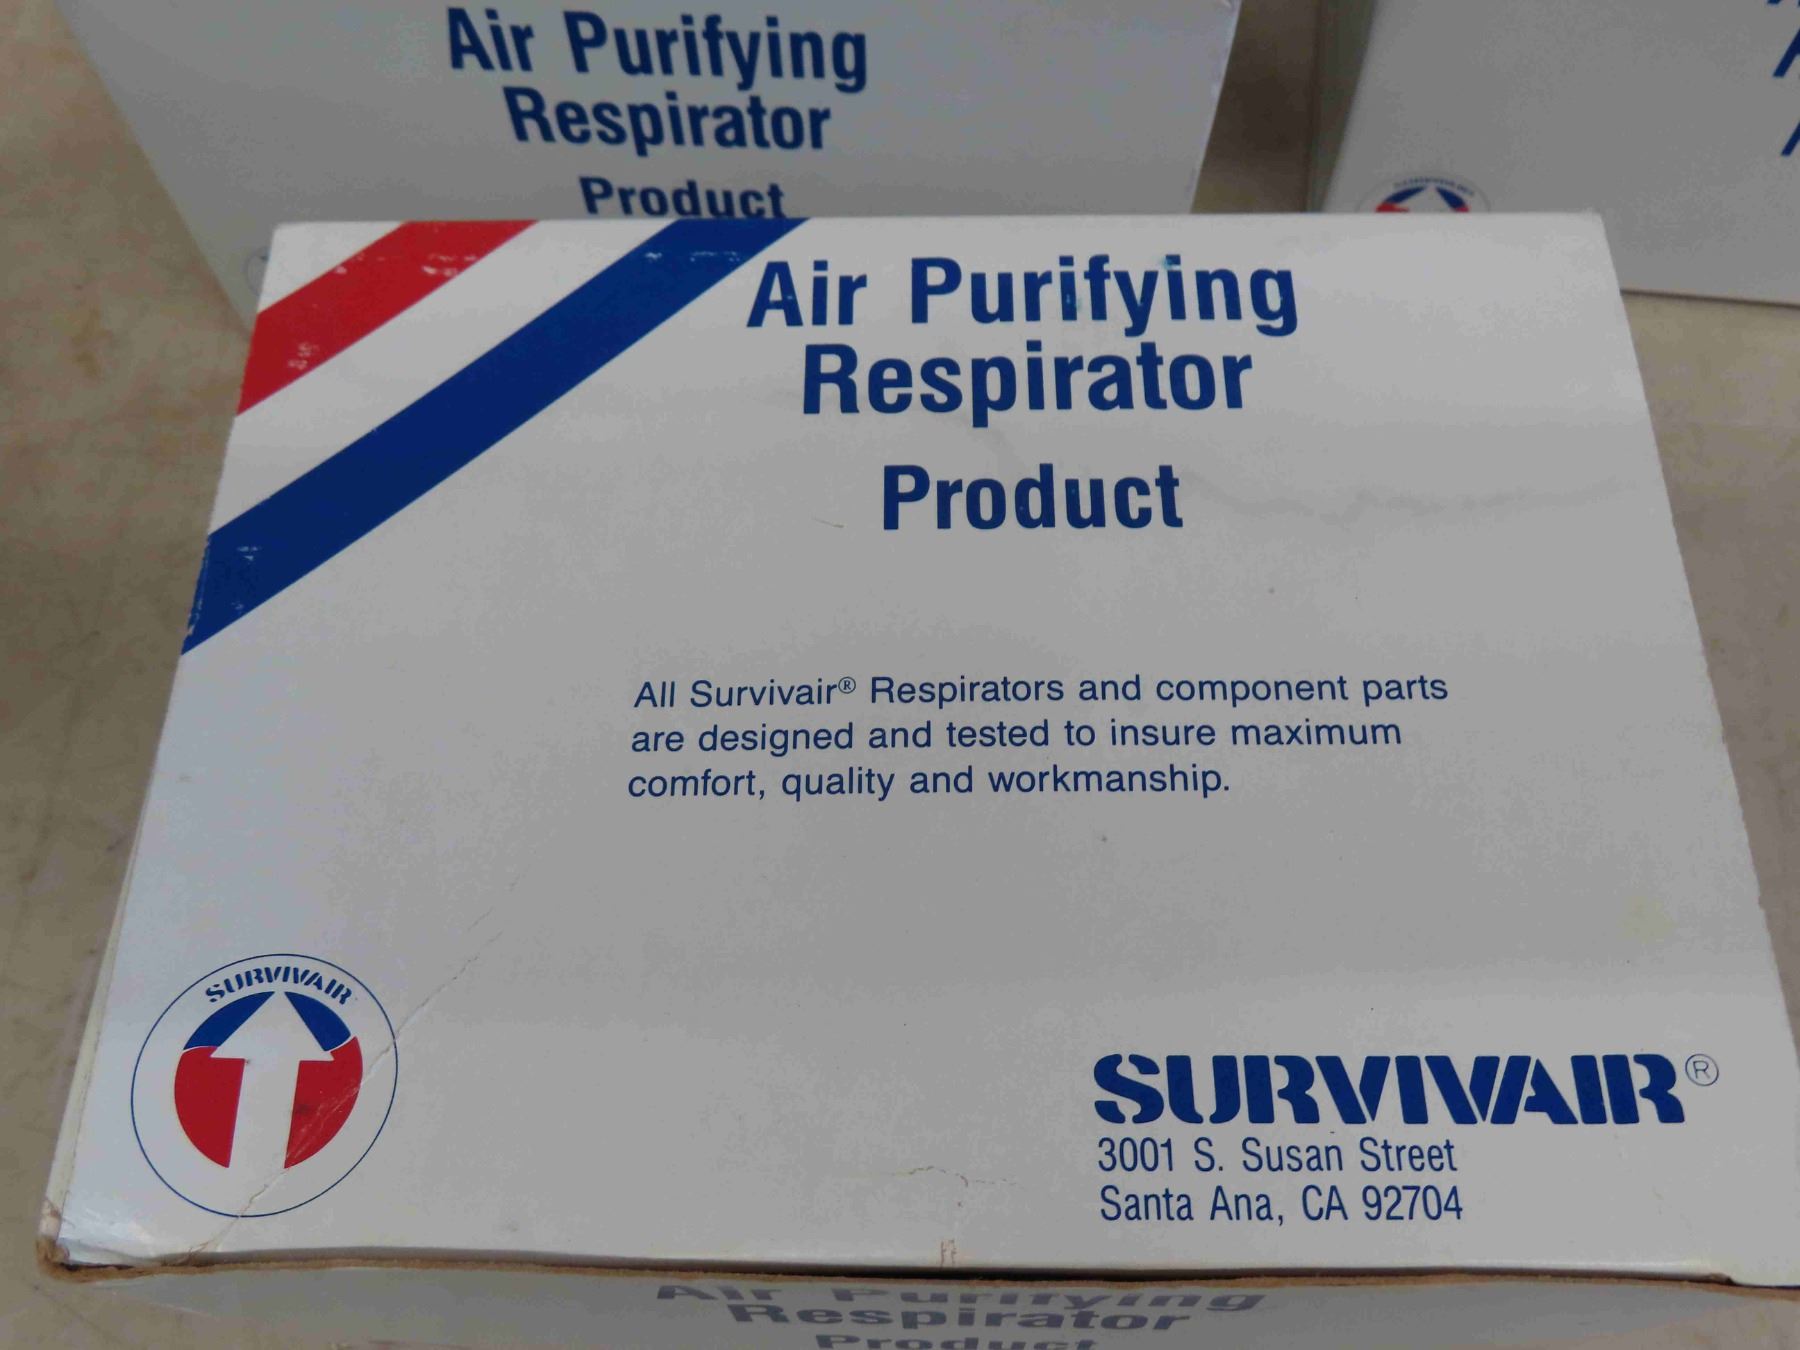 Air Purifying
Respirator
Product
Air Purifying
Respirator
Product
All Survivair® Respirators and component parts
are designed and tested to insure maximum
comfort, quality and workmanship.
SURVIVAIR
SURVIVAIR®
3001 S. Susan Street
Santa Ana, CA 92704
Air Purifying
Respirator
Product